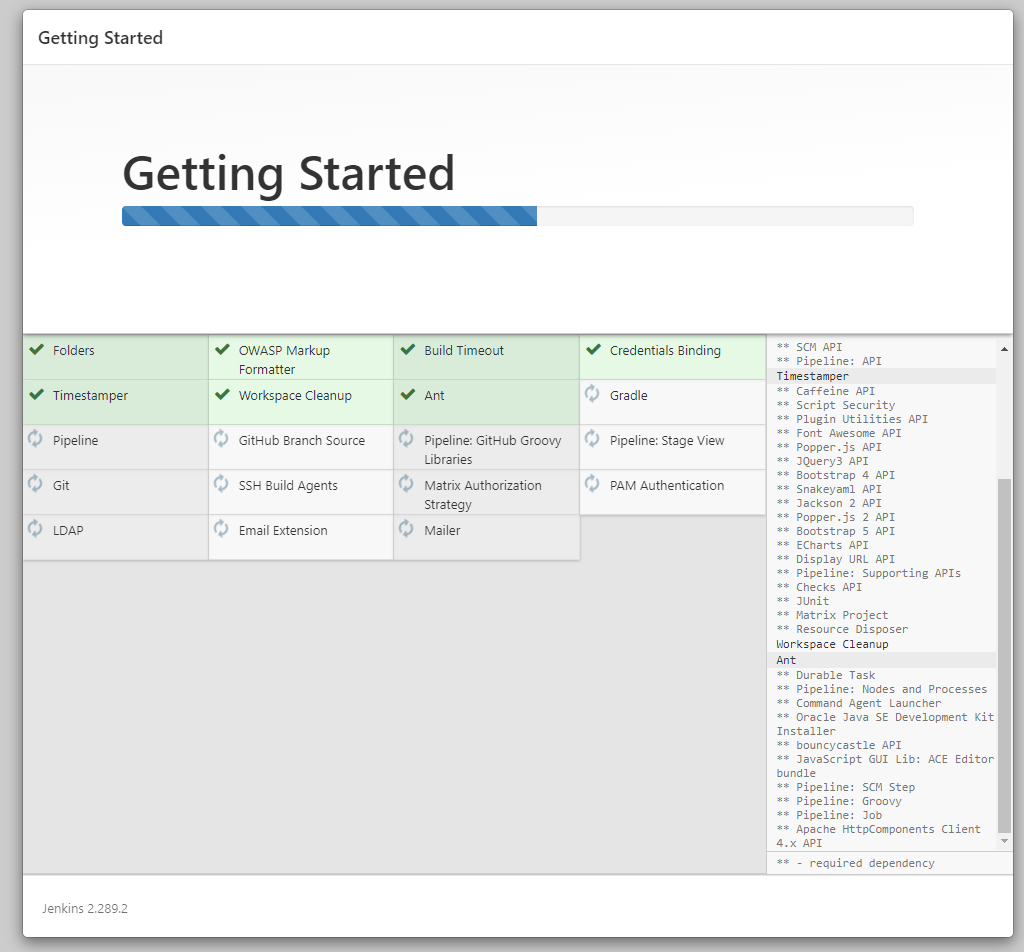 Getting Started
Getting Started
Folders
OWASP Markup
Formatter
Build Timeout
Credentials Binding
Timestamper
Workspace Cleanup
Ant
Gradle
Pipeline
GitHub Branch Source
Pipeline: GitHub Groovy
Libraries
Pipeline: Stage View
Git
SSH Build Agents
Matrix Authorization
Strategy
PAM Authentication
LDAP
Email Extension
Mailer
** SCM API
** Pipeline: API
Timestamper
** Caffeine API
** Script Security
** Plugin Utilities API
** Font Awesome API
** Popper.js API
** JQuery3 API
** Bootstrap 4 API
** Snakeyaml API
** Jackson 2 API
** Popper.js 2 API
** Bootstrap 5 API
** ECharts API
** Display URL API
** Pipeline: Supporting APIs
** Checks API
** JUnit
** Matrix Project
** Resource Disposer
Workspace Cleanup
Ant
** Durable Task
** Pipeline: Nodes and Processes
** Command Agent Launcher
** Oracle Java SE Development Kit
Installer
** bouncycastle API
** JavaScript GUI Lib: ACE Editor
bundle
** Pipeline: SCM Step
** Pipeline: Groovy
** Pipeline: Job
** Apache HttpComponents Client
4.x API
** - required dependency
Jenkins 2.289.2